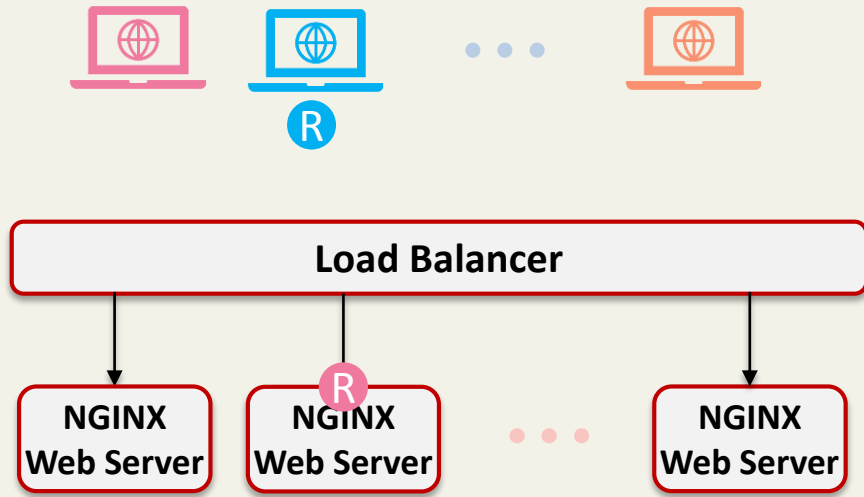 R
Load Balancer
R
NGINX
Web Server
NGINX
Web Server
NGINX
Web Server